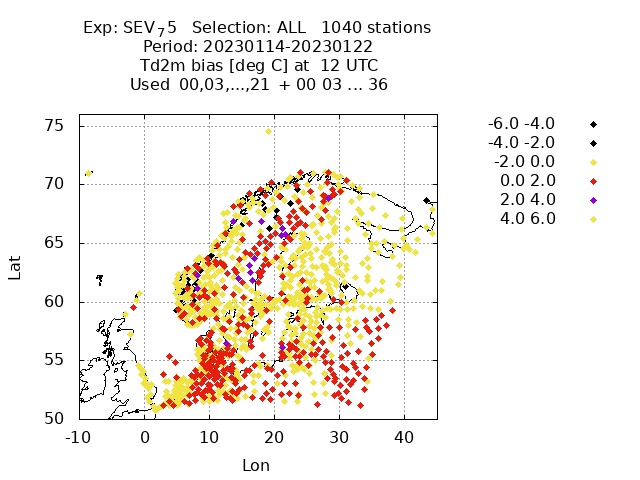 Exp: SEV75 Selection: ALL 1040 stations
Period: 20230114-20230122
Td2m bias [deg C] at 12 UTC
Used 00,03,...,21 + 00 03 ... 36
-6.0 -4.0
-4.0 -2.0
-2.0 0.0
0.0 2.0
2.0 4.0
4.0 6.0
75
70
65
60
55
50
Lat
-10 0 10 20 30 40
Lon